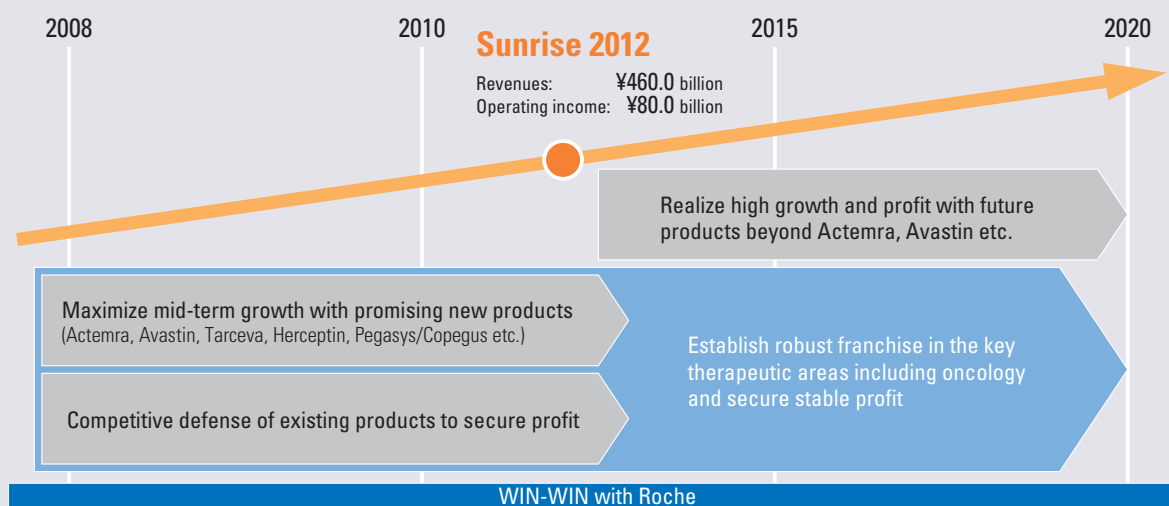 2008
2010
2015
2020
Sunrise 2012
Revenues: ¥460.0 billion
Operating income: ¥80.0 billion
Realize high growth and profit with future
products beyond Actemra, Avastin etc.
Maximize mid-term growth with promising new products
(Actemra, Avastin, Tarceva, Herceptin, Pegasys/Copegus etc.)
Establish robust franchise in the key
therapeutic areas including oncology
and secure stable profit
Competitive defense of existing products to secure profit
WIN-WIN with Roche